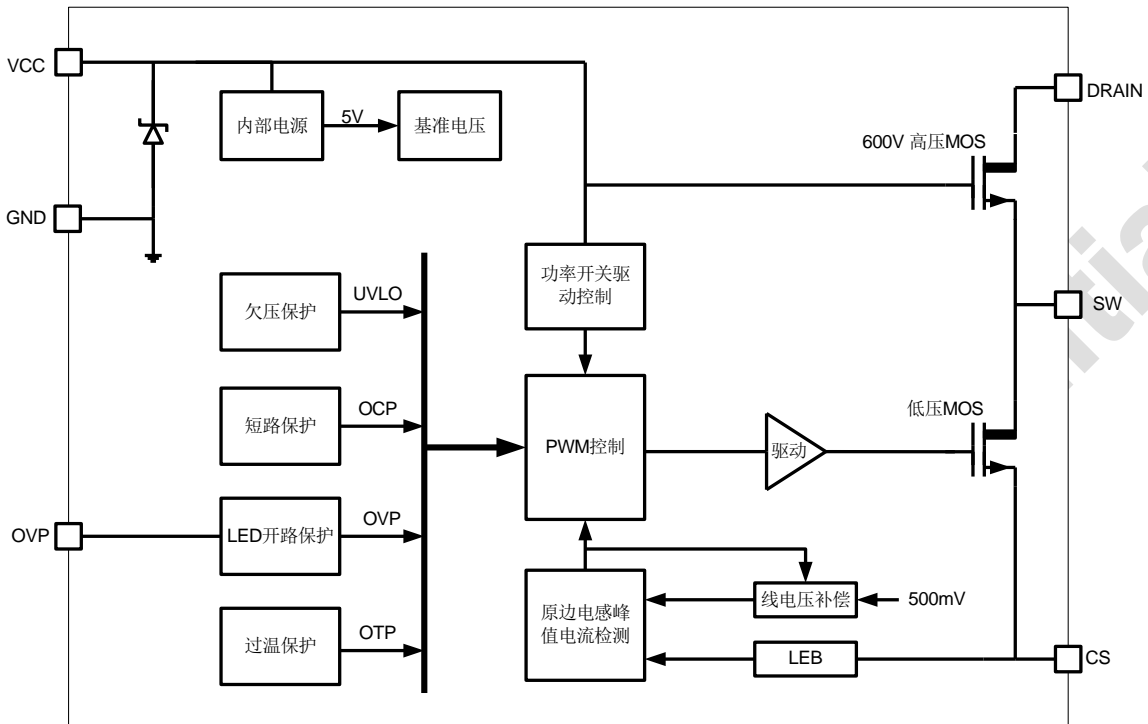 VCC
DRAIN
内部电源
5V
基准电压
600V 高压MOS
GND
功率开关驱
动控制
欠压保护
UVLO
SW
短路保护
OCP
低压MOS
PWM控制
驱动
OVP
LED开路保护
OVP
原边电感峰
值电流检测
线电压补偿
500mV
过温保护
OTP
LEB
CS
ntial